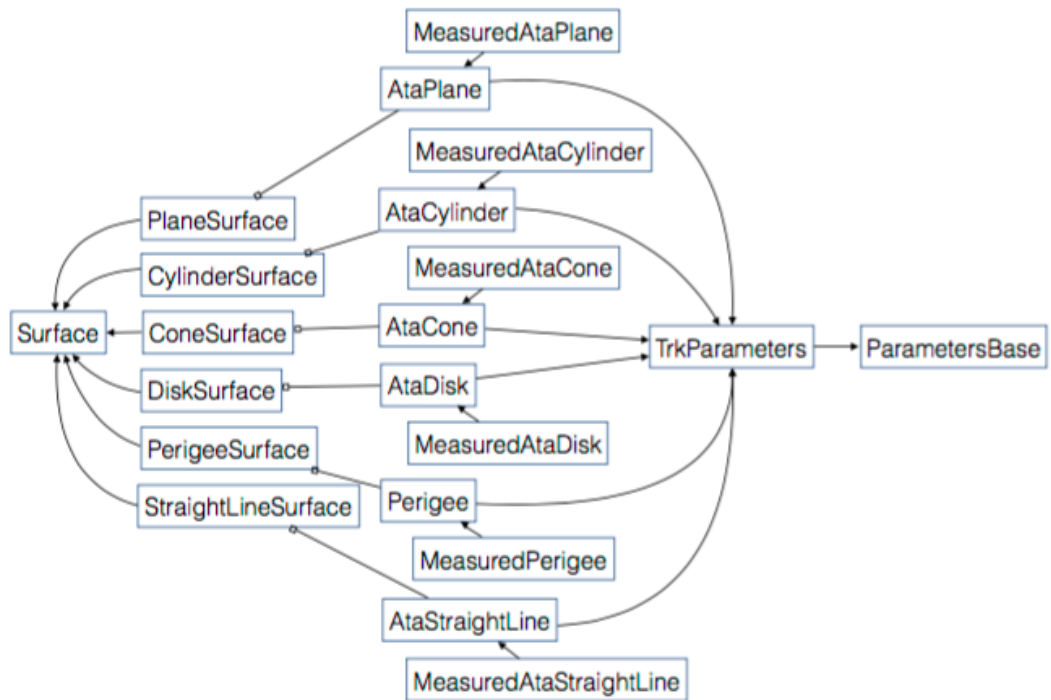 MeasuredAtaPlane
AtaPlane
MeasuredAtaCylinder
PlaneSurface
AtaCylinder
CylinderSurface
MeasuredAtaCone
Surface
ConeSurface
AtaCone
TrkParameters
ParametersBase
DiskSurface
AtaDisk
MeasuredAtaDisk
PerigeeSurface
StraightLineSurface
Perigee
MeasuredPerigee
AtaStraightLine
MeasuredAtaStraightLine